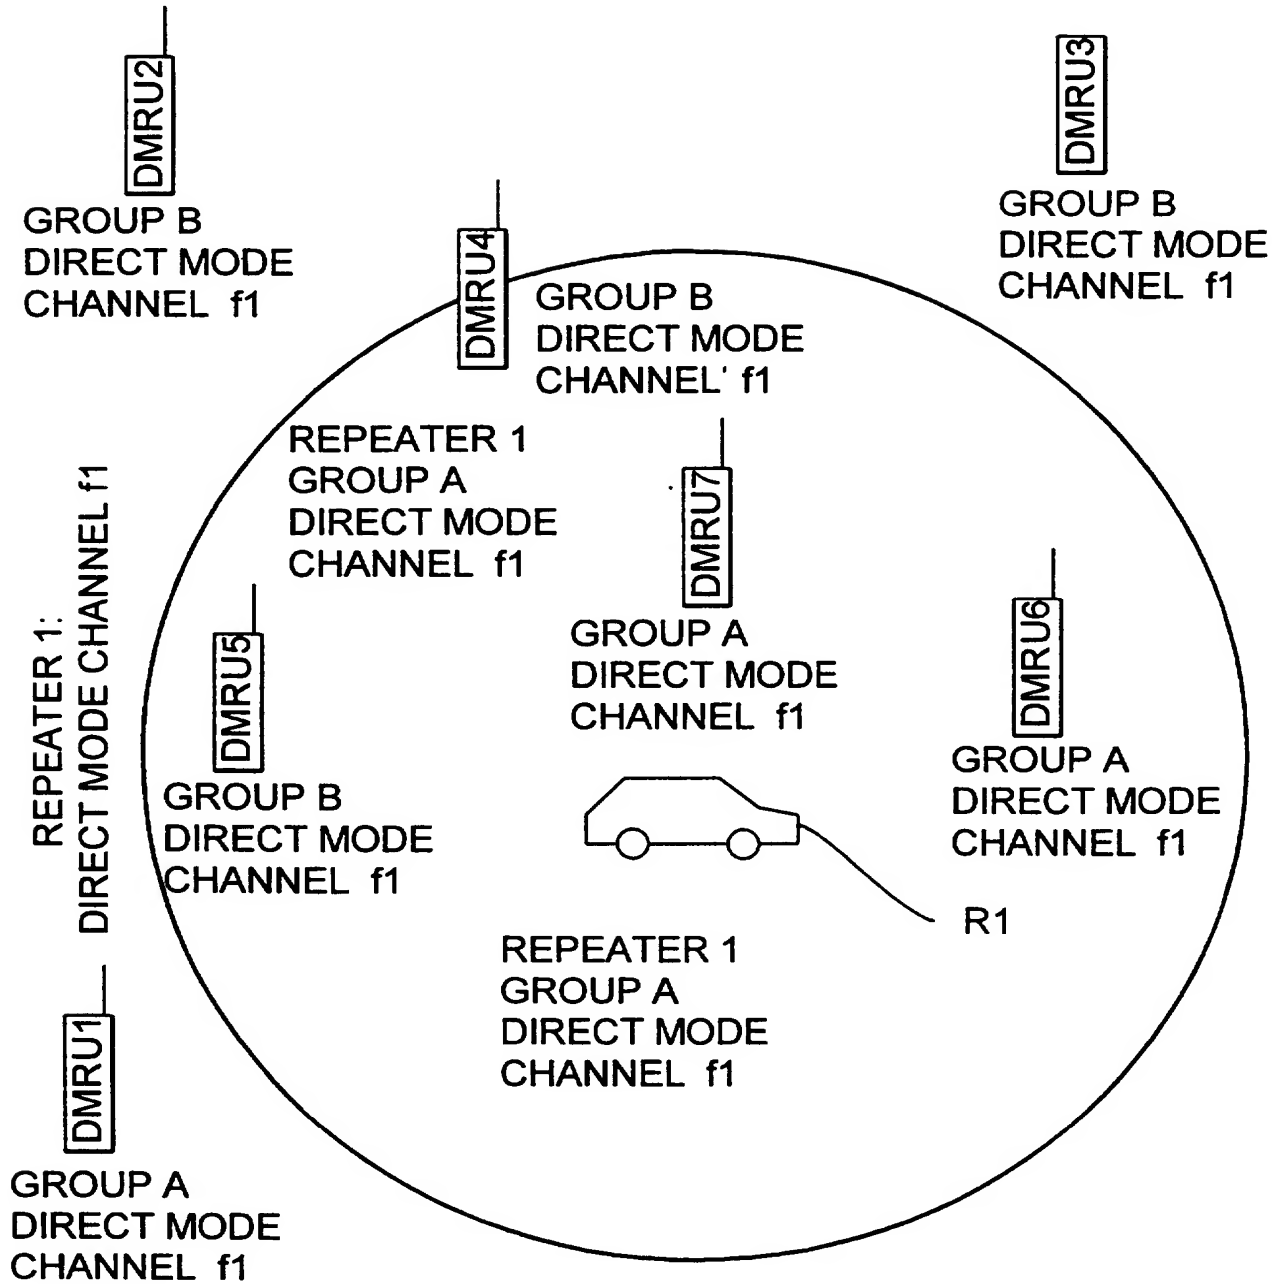 DMRU2
GROUP B
DIRECT MODE
CHANNEL f1
DMRU3
GROUP B
DIRECT MODE
CHANNEL f1
DMRU4
GROUP B
DIRECT MODE
CHANNEL' f1
REPEATER 1
GROUP A
DIRECT MODE
CHANNEL f1
DMRU7
GROUP A
DIRECT MODE
CHANNEL f1
DMRU6
GROUP A
DIRECT MODE
CHANNEL f1
REPEATER 1:
DIRECT MODE CHANNEL f1
DMRU5
GROUP B
DIRECT MODE
CHANNEL f1
R1
REPEATER 1
GROUP A
DIRECT MODE
CHANNEL f1
DMRU1
GROUP A
DIRECT MODE
CHANNEL f1